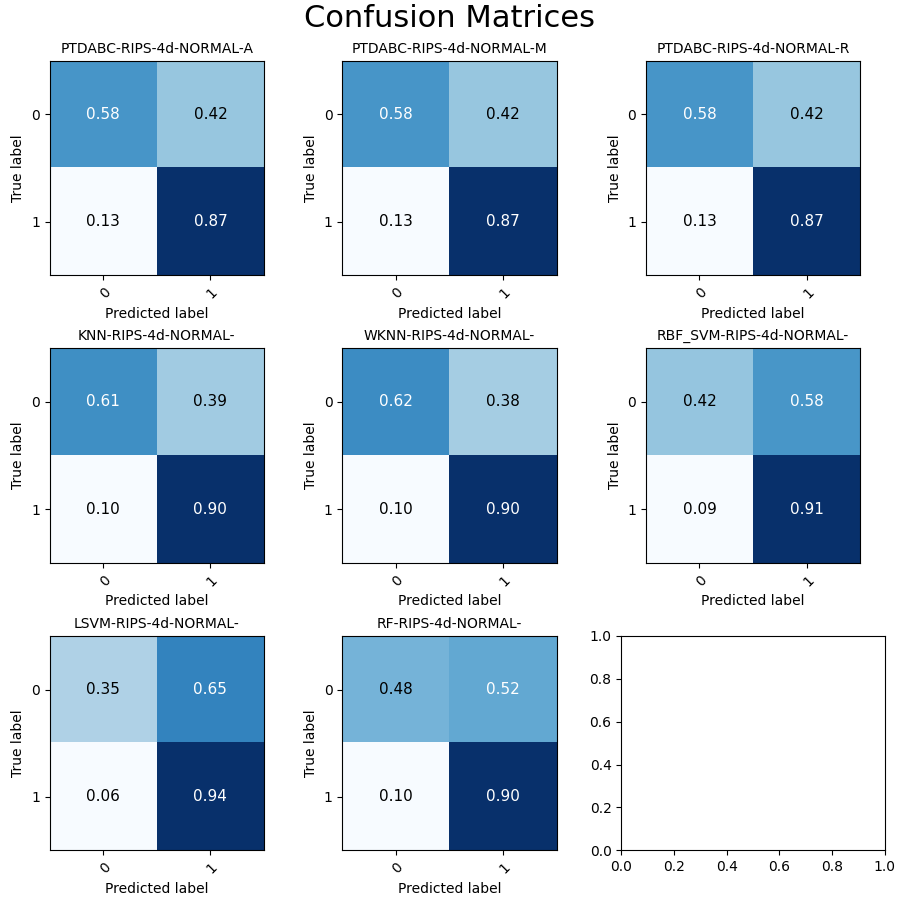 Confusion Matrices
PTDABC-RIPS-4d-NORMAL-A
True label
0
1
0.58 0.42
0.13 0.87
0 1
Predicted label
PTDABC-RIPS-4d-NORMAL-M
True label
0
1
0.58 0.42
0.13 0.87
0 1
Predicted label
PTDABC-RIPS-4d-NORMAL-R
True label
0
1
0.58 0.42
0.13 0.87
0 1
Predicted label
KNN-RIPS-4d-NORMAL-
True label
0
1
0.61 0.39
0.10 0.90
0 1
Predicted label
WKNN-RIPS-4d-NORMAL-
True label
0
1
0.62 0.38
0.10 0.90
0 1
Predicted label
RBF_SVM-RIPS-4d-NORMAL-
True label
0
1
0.42 0.58
0.09 0.91
0 1
Predicted label
LSVM-RIPS-4d-NORMAL-
True label
0
1
0.35 0.65
0.06 0.94
0 1
Predicted label
RF-RIPS-4d-NORMAL-
True label
0
1
0.48 0.52
0.10 0.90
0 1
Predicted label
1.0
0.8
0.6
0.4
0.2
0.0
0.0 0.2 0.4 0.6 0.8 1.0